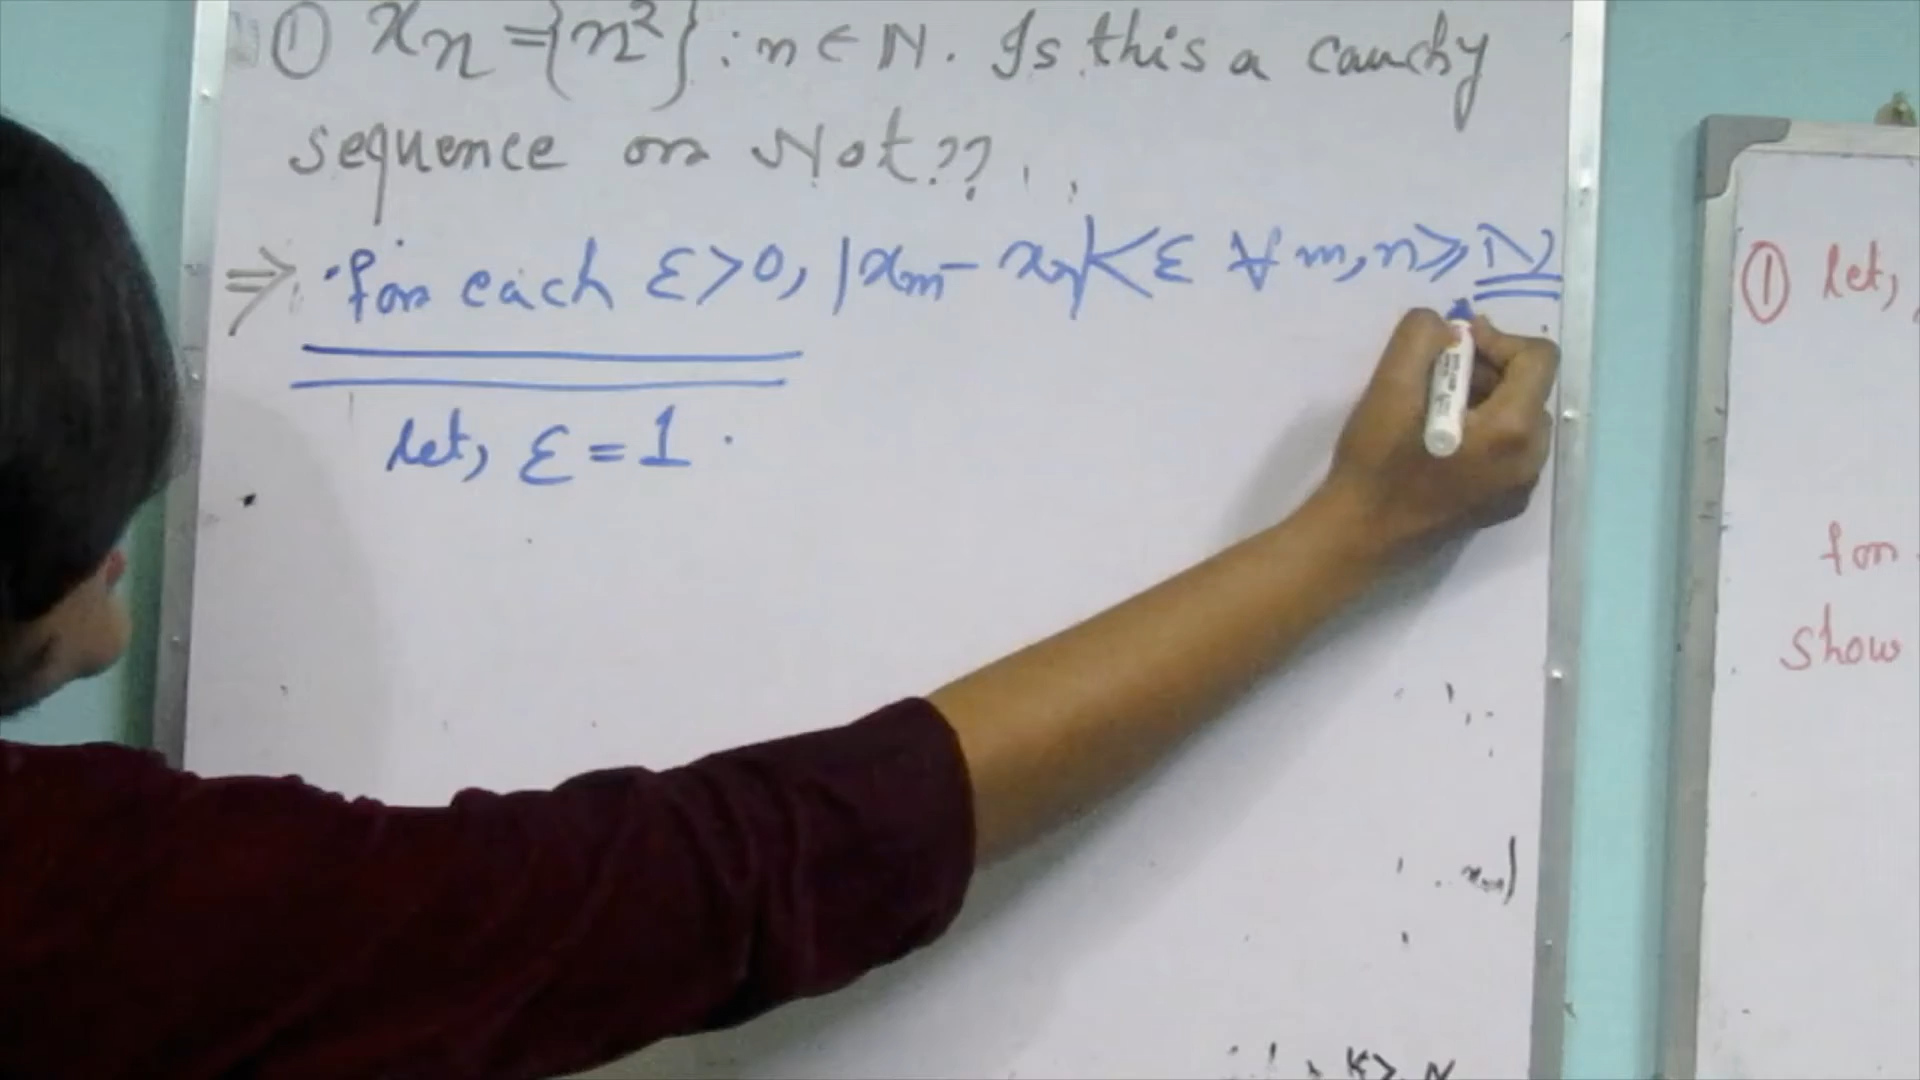 ① xn = {n²} : n ∈ N. Is this a cauchy
sequence or Not??
⇒ for each ε>0, |xm - xn| < ε ∀ m, n ≥ N
let, ε = 1
xm)
K ≥ N
① let,
for
show